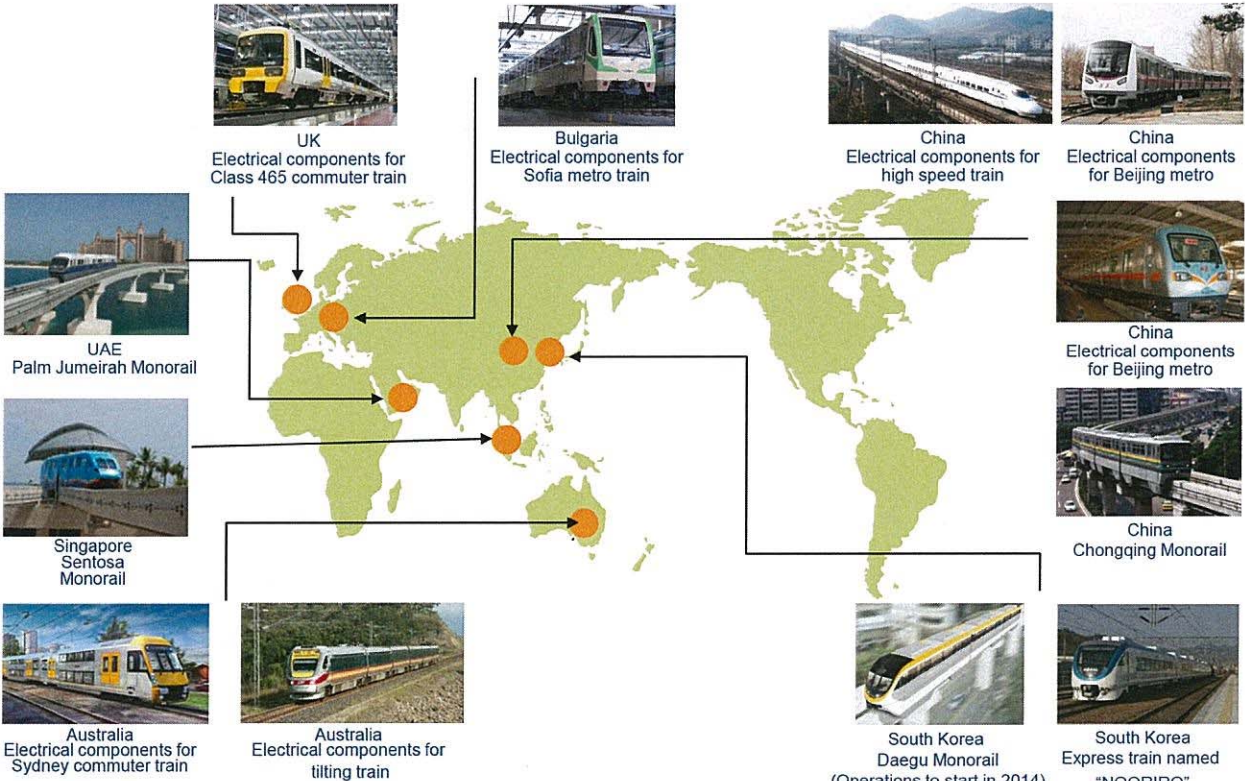 UK
Electrical components for
Class 465 commuter train
Bulgaria
Electrical components for
Sofia metro train
China
Electrical components for
high speed train
China
Electrical components
for Beijing metro
UAE
Palm Jumeirah Monorail
China
Electrical components
for Beijing metro
Singapore
Sentosa
Monorail
China
Chongqing Monorail
Australia
Electrical components for
Sydney commuter train
Australia
Electrical components for
tilting train
South Korea
Daegu Monorail
(Operations to start in 2014)
South Korea
Express train named
"NOORIRO"